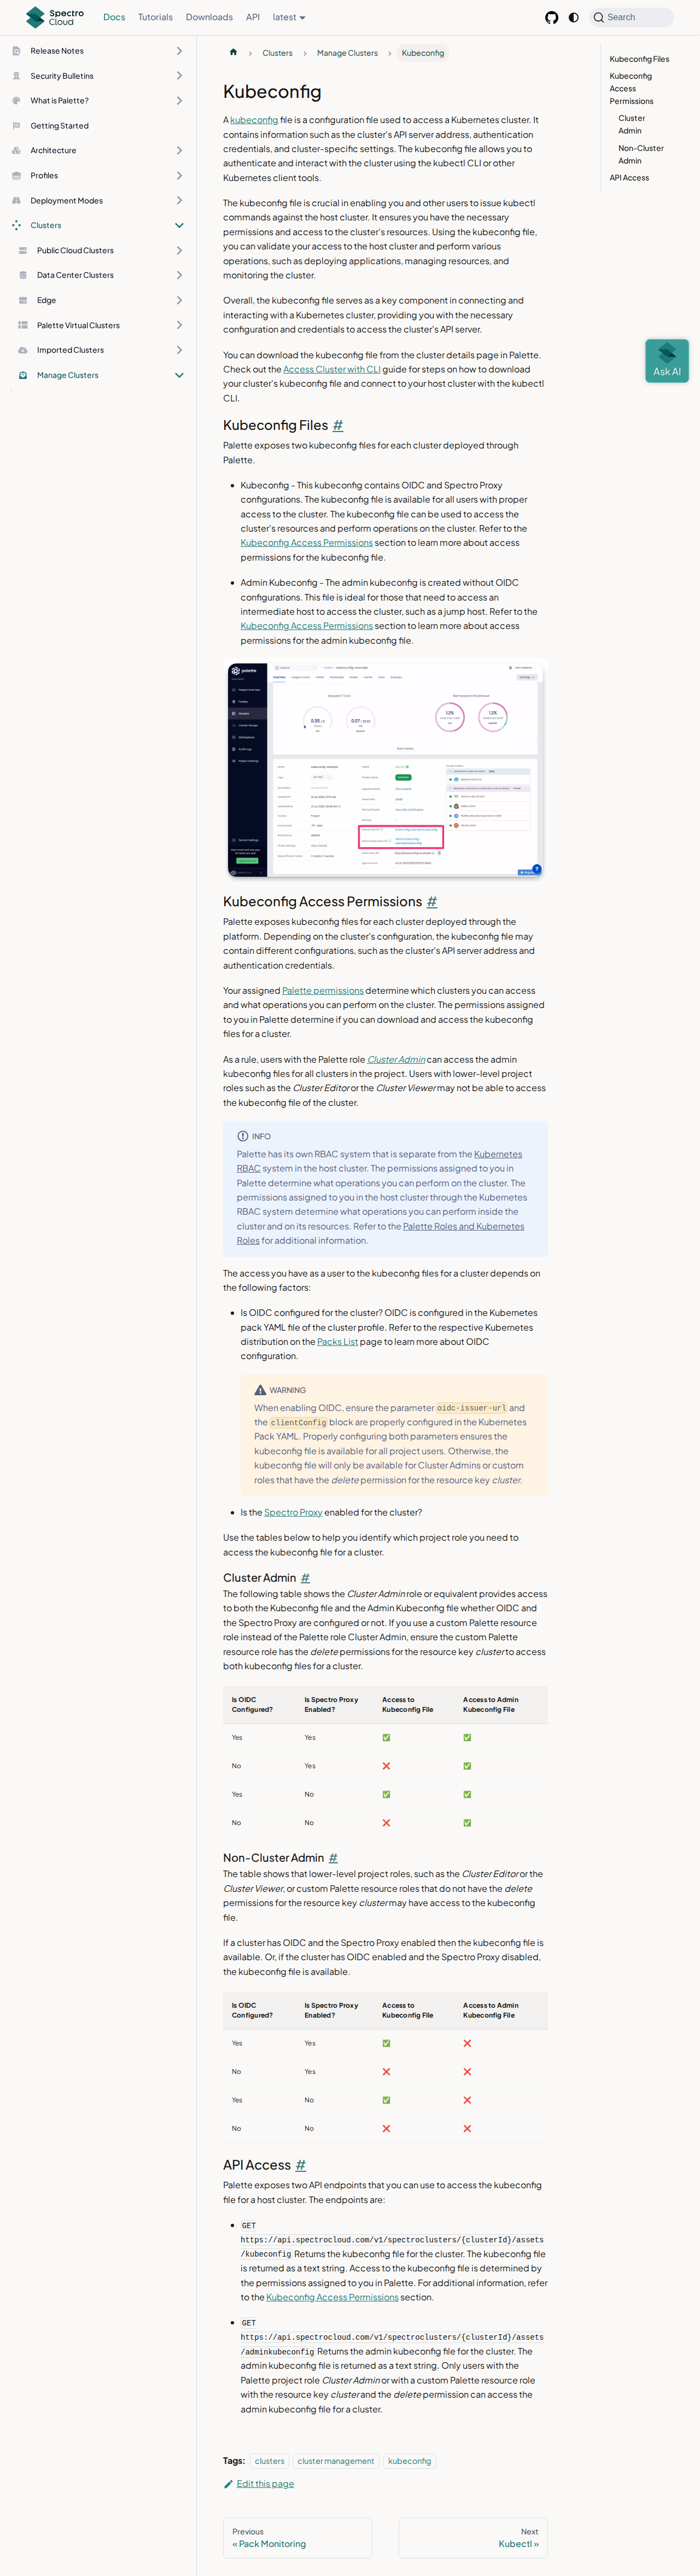 Spectro Cloud
Docs Tutorials Downloads API latest
Search
Release Notes
Security Bulletins
What is Palette?
Getting Started
Architecture
Profiles
Deployment Modes
Clusters
Public Cloud Clusters
Data Center Clusters
Edge
Palette Virtual Clusters
Imported Clusters
Manage Clusters
Clusters > Manage Clusters > Kubeconfig
Kubeconfig Files
Kubeconfig
Access
Permissions
Cluster
Admin
Non-Cluster
Admin
API Access
Ask AI
Kubeconfig
A kubeconfig file is a configuration file used to access a Kubernetes cluster. It
contains information such as the cluster's API server address, authentication
credentials, and cluster-specific settings. The kubeconfig file allows you to
authenticate and interact with the cluster using the kubectl CLI or other
Kubernetes client tools.
The kubeconfig file is crucial in enabling you and other users to issue kubectl
commands against the host cluster. It ensures you have the necessary
permissions and access to the cluster's resources. Using the kubeconfig file,
you can validate your access to the host cluster and perform various
operations, such as deploying applications, managing resources, and
monitoring the cluster.
Overall, the kubeconfig file serves as a key component in connecting and
interacting with a Kubernetes cluster, providing you with the necessary
configuration and credentials to access the cluster's API server.
You can download the kubeconfig file from the cluster details page in Palette.
Check out the Access Cluster with CLI guide for steps on how to download
your cluster's kubeconfig file and connect to your host cluster with the kubectl
CLI.
Kubeconfig Files #
Palette exposes two kubeconfig files for each cluster deployed through
Palette.
Kubeconfig - This kubeconfig contains OIDC and Spectro Proxy
configurations. The kubeconfig file is available for all users with proper
access to the cluster. The kubeconfig file can be used to access the
cluster's resources and perform operations on the cluster. Refer to the
Kubeconfig Access Permissions section to learn more about access
permissions for the kubeconfig file.
Admin Kubeconfig - The admin kubeconfig is created without OIDC
configurations. This file is ideal for those that need to access an
intermediate host to access the cluster, such as a jump host. Refer to the
Kubeconfig Access Permissions section to learn more about access
permissions for the admin kubeconfig file.
palette
Kubeconfig Access Permissions #
Palette exposes kubeconfig files for each cluster deployed through the
platform. Depending on the cluster's configuration, the kubeconfig file may
contain different configurations, such as the cluster's API server address and
authentication credentials.
Your assigned Palette permissions determine which clusters you can access
and what operations you can perform on the cluster. The permissions assigned
to you in Palette determine if you can download and access the kubeconfig
files for a cluster.
As a rule, users with the Palette role Cluster Admin can access the admin
kubeconfig files for all clusters in the project. Users with lower-level project
roles such as the Cluster Editor or the Cluster Viewer may not be able to access
the kubeconfig file of the cluster.
INFO
Palette has its own RBAC system that is separate from the Kubernetes
RBAC system in the host cluster. The permissions assigned to you in
Palette determine what operations you can perform on the cluster. The
permissions assigned to you in the host cluster through the Kubernetes
RBAC system determine what operations you can perform inside the
cluster and on its resources. Refer to the Palette Roles and Kubernetes
Roles for additional information.
The access you have as a user to the kubeconfig files for a cluster depends on
the following factors:
Is OIDC configured for the cluster? OIDC is configured in the Kubernetes
pack YAML file of the cluster profile. Refer to the respective Kubernetes
distribution on the Packs List page to learn more about OIDC
configuration.
WARNING
When enabling OIDC, ensure the parameter oidc-issuer-url and
the clientConfig block are properly configured in the Kubernetes
Pack YAML. Properly configuring both parameters ensures the
kubeconfig file is available for all project users. Otherwise, the
kubeconfig file will only be available for Cluster Admins or custom
roles that have the delete permission for the resource key cluster.
Is the Spectro Proxy enabled for the cluster?
Use the tables below to help you identify which project role you need to
access the kubeconfig file for a cluster.
Cluster Admin #
The following table shows the Cluster Admin role or equivalent provides access
to both the Kubeconfig file and the Admin Kubeconfig file whether OIDC and
the Spectro Proxy are configured or not. If you use a custom Palette resource
role instead of the Palette role Cluster Admin, ensure the custom Palette
resource role has the delete permissions for the resource key cluster to access
both kubeconfig files for a cluster.
Is OIDC Configured? Is Spectro Proxy Enabled? Access to Kubeconfig File Access to Admin Kubeconfig File
Yes Yes ✅ ✅
No Yes ❌ ✅
Yes No ✅ ✅
No No ❌ ✅
Non-Cluster Admin #
The table shows that lower-level project roles, such as the Cluster Editor or the
Cluster Viewer, or custom Palette resource roles that do not have the delete
permissions for the resource key cluster may have access to the kubeconfig
file.
If a cluster has OIDC and the Spectro Proxy enabled then the kubeconfig file is
available. Or, if the cluster has OIDC enabled and the Spectro Proxy disabled,
the kubeconfig file is available.
Is OIDC Configured? Is Spectro Proxy Enabled? Access to Kubeconfig File Access to Admin Kubeconfig File
Yes Yes ✅ ❌
No Yes ❌ ❌
Yes No ✅ ❌
No No ❌ ❌
API Access #
Palette exposes two API endpoints that you can use to access the kubeconfig
file for a host cluster. The endpoints are:
GET
https://api.spectrocloud.com/v1/spectroclusters/{clusterId}/assets
/kubeconfig Returns the kubeconfig file for the cluster. The kubeconfig file
is returned as a text string. Access to the kubeconfig file is determined by
the permissions assigned to you in Palette. For additional information, refer
to the Kubeconfig Access Permissions section.
GET
https://api.spectrocloud.com/v1/spectroclusters/{clusterId}/assets
/adminkubeconfig Returns the admin kubeconfig file for the cluster. The
admin kubeconfig file is returned as a text string. Only users with the
Palette project role Cluster Admin or with a custom Palette resource role
with the resource key cluster and the delete permission can access the
admin kubeconfig file for a cluster.
Tags: clusters cluster management kubeconfig
Edit this page
Previous
« Pack Monitoring
Next
Kubectl »